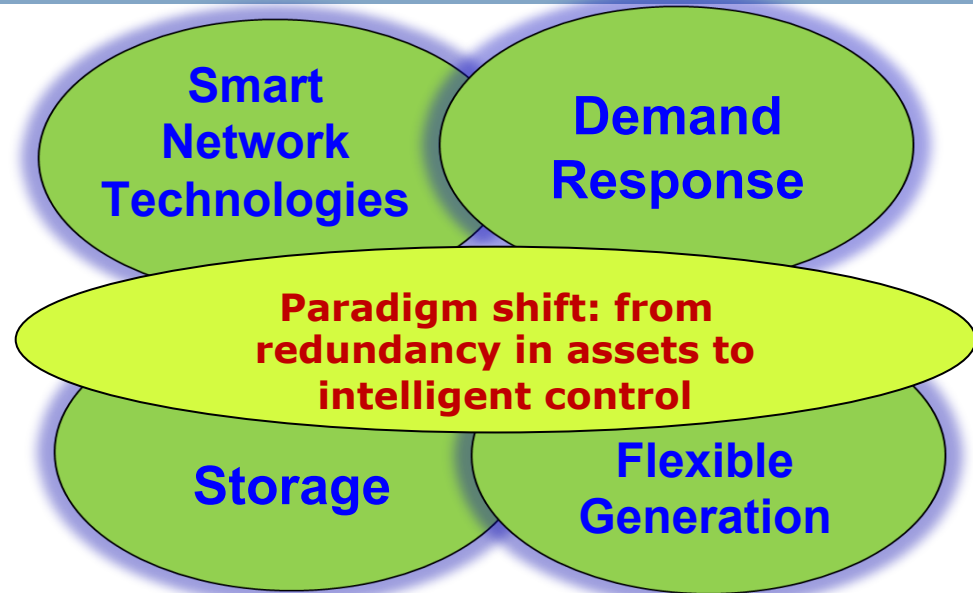 Smart
Network
Technologies
Demand
Response
Paradigm shift: from
redundancy in assets to
intelligent control
Storage
Flexible
Generation